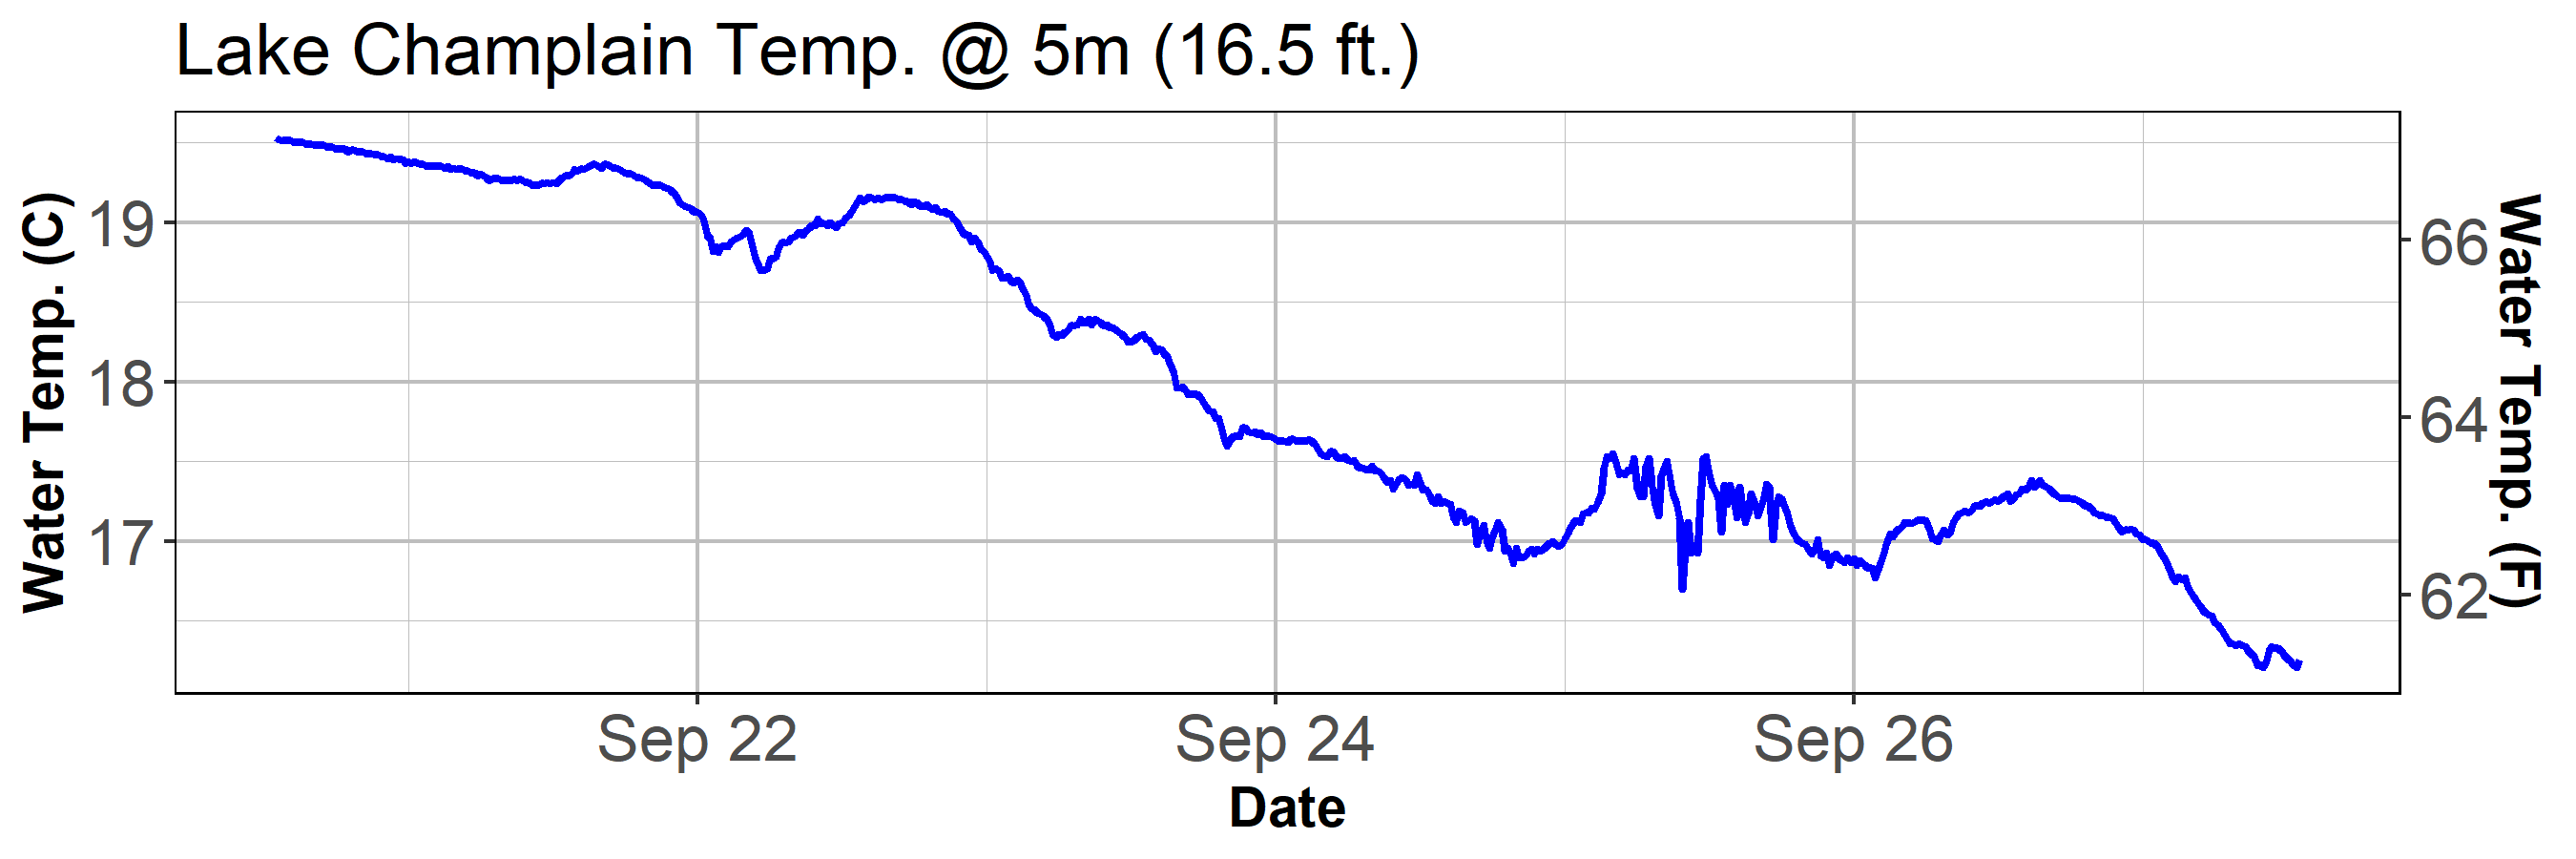 Lake Champlain Temp. @ 5m (16.5 ft.)
Water Temp. (C)
19
18
17
66
64
62
Water Temp. (F)
Sep 22
Sep 24
Sep 26
Date